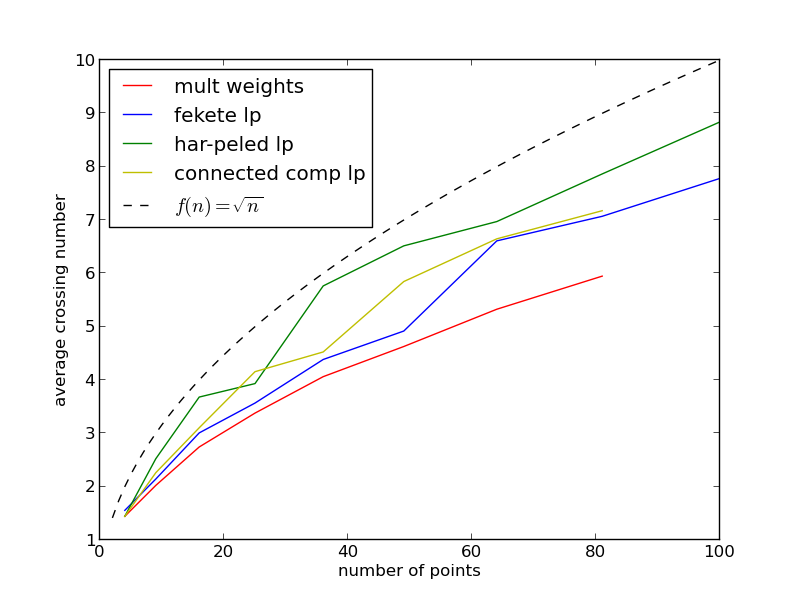 mult weights
fekete lp
har-peled lp
connected comp lp
f(n)=√n
average crossing number
10
9
8
7
6
5
4
3
2
1
0 20 40 60 80 100
number of points